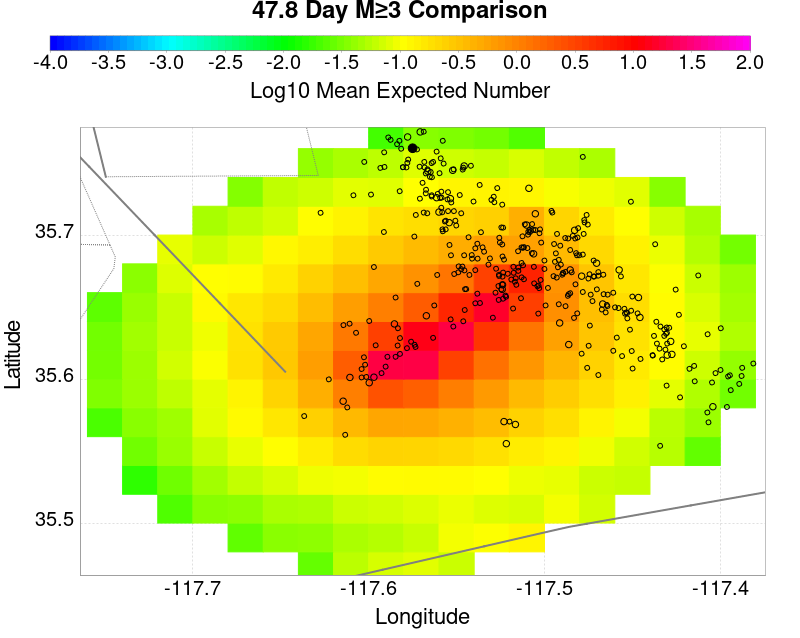 47.8 Day M≥3 Comparison
-4.0 -3.5 -3.0 -2.5 -2.0 -1.5 -1.0 -0.5 0.0 0.5 1.0 1.5 2.0
Log10 Mean Expected Number
35.7
35.6
35.5
Latitude
-117.7 -117.6 -117.5 -117.4
Longitude